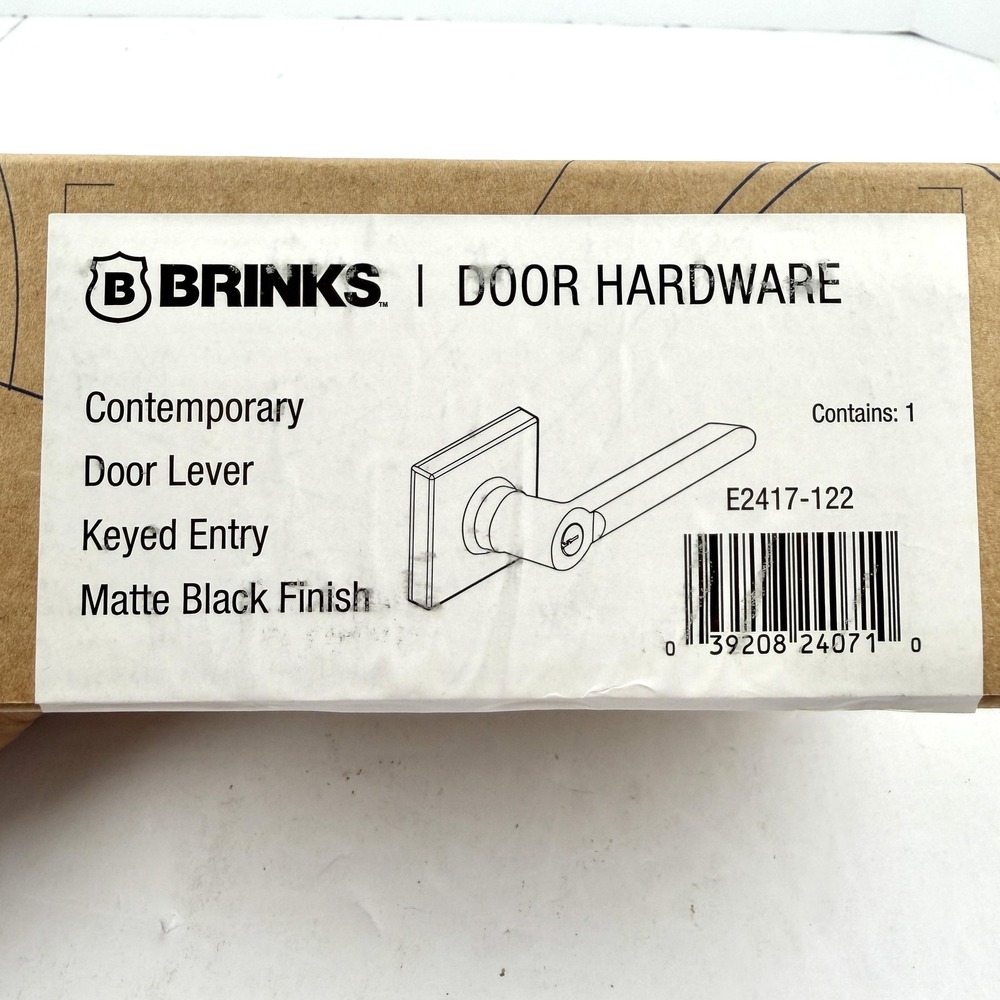 B BRINKS™ | DOOR HARDWARE
Contemporary
Door Lever
Keyed Entry
Matte Black Finish
Contains: 1
E2417-122
0 39208 24071 0